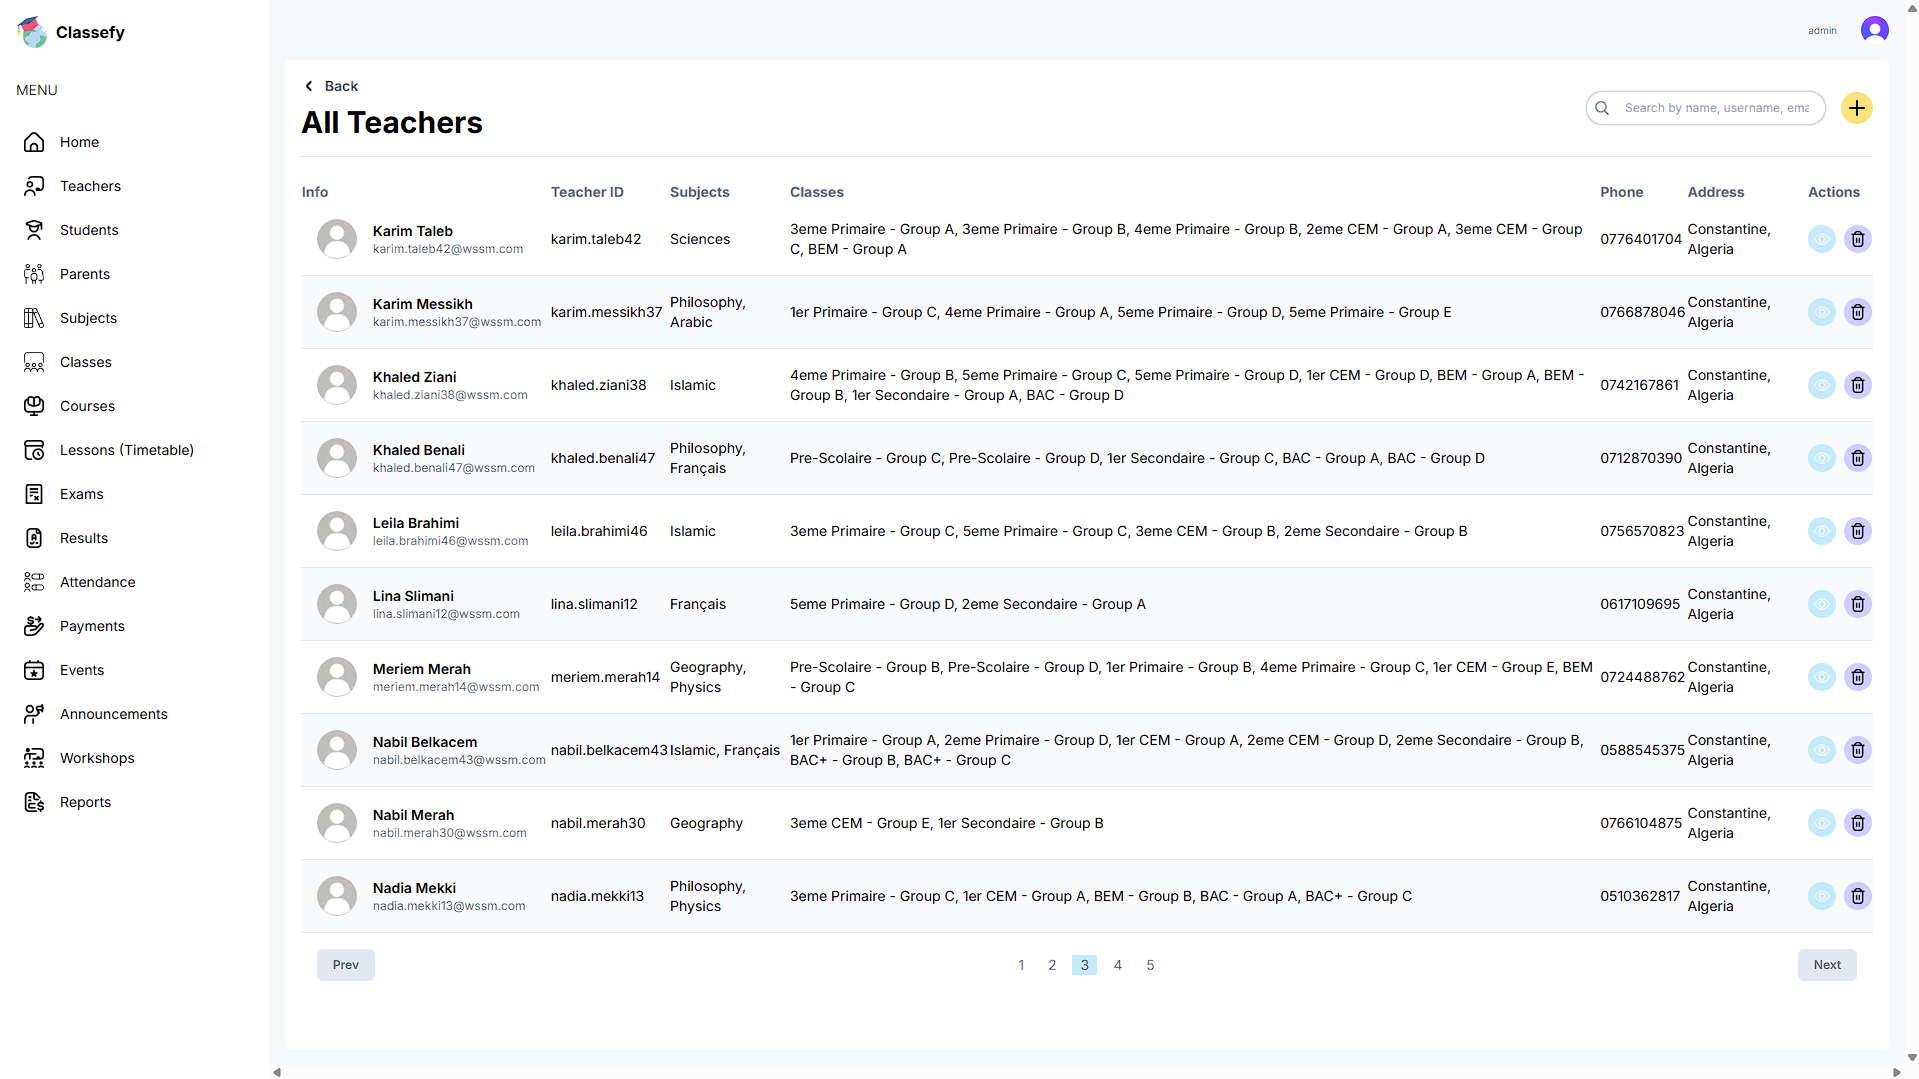 Classefy
admin
MENU
Home
Teachers
Students
Parents
Subjects
Classes
Courses
Lessons (Timetable)
Exams
Results
Attendance
Payments
Events
Announcements
Workshops
Reports
Back
All Teachers
Search by name, username, ema
Info Teacher ID Subjects Classes Phone Address Actions
Karim Taleb
karim.taleb42@wssm.com
karim.taleb42
Sciences
3eme Primaire - Group A, 3eme Primaire - Group B, 4eme Primaire - Group B, 2eme CEM - Group A, 3eme CEM - Group
C, BEM - Group A
0776401704
Constantine,
Algeria
Karim Messikh
karim.messikh37@wssm.com
karim.messikh37
Philosophy,
Arabic
1er Primaire - Group C, 4eme Primaire - Group A, 5eme Primaire - Group D, 5eme Primaire - Group E
0766878046
Constantine,
Algeria
Khaled Ziani
khaled.ziani38@wssm.com
khaled.ziani38
Islamic
4eme Primaire - Group B, 5eme Primaire - Group C, 5eme Primaire - Group D, 1er CEM - Group D, BEM - Group A, BEM -
Group B, 1er Secondaire - Group A, BAC - Group D
0742167861
Constantine,
Algeria
Khaled Benali
khaled.benali47@wssm.com
khaled.benali47
Philosophy,
Français
Pre-Scolaire - Group C, Pre-Scolaire - Group D, 1er Secondaire - Group C, BAC - Group A, BAC - Group D
0712870390
Constantine,
Algeria
Leila Brahimi
leila.brahimi46@wssm.com
leila.brahimi46
Islamic
3eme Primaire - Group C, 5eme Primaire - Group C, 3eme CEM - Group B, 2eme Secondaire - Group B
0756570823
Constantine,
Algeria
Lina Slimani
lina.slimani12@wssm.com
lina.slimani12
Français
5eme Primaire - Group D, 2eme Secondaire - Group A
0617109695
Constantine,
Algeria
Meriem Merah
meriem.merah14@wssm.com
meriem.merah14
Geography,
Physics
Pre-Scolaire - Group B, Pre-Scolaire - Group D, 1er Primaire - Group B, 4eme Primaire - Group C, 1er CEM - Group E, BEM
- Group C
0724488762
Constantine,
Algeria
Nabil Belkacem
nabil.belkacem43@wssm.com
nabil.belkacem43
Islamic, Français
1er Primaire - Group A, 2eme Primaire - Group D, 1er CEM - Group A, 2eme CEM - Group D, 2eme Secondaire - Group B,
BAC+ - Group B, BAC+ - Group C
0588545375
Constantine,
Algeria
Nabil Merah
nabil.merah30@wssm.com
nabil.merah30
Geography
3eme CEM - Group E, 1er Secondaire - Group B
0766104875
Constantine,
Algeria
Nadia Mekki
nadia.mekki13@wssm.com
nadia.mekki13
Philosophy,
Physics
3eme Primaire - Group C, 1er CEM - Group A, BEM - Group B, BAC - Group A, BAC+ - Group C
0510362817
Constantine,
Algeria
Prev 1 2 3 4 5 Next